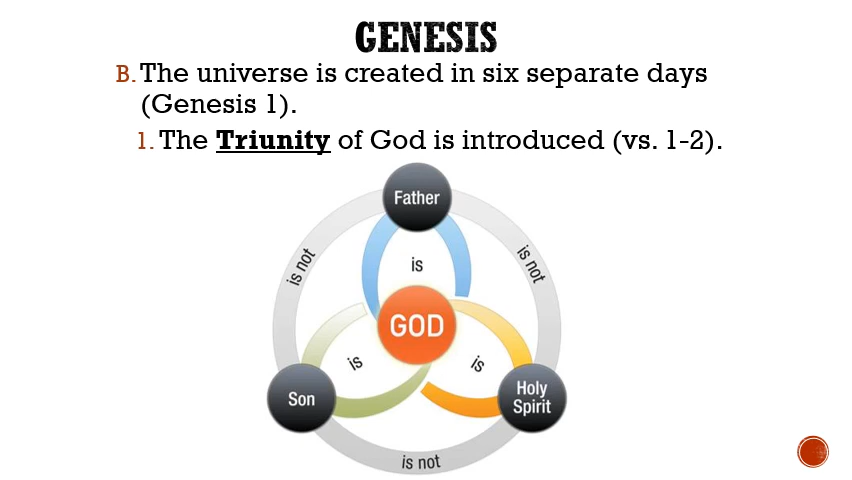 GENESIS
B. The universe is created in six separate days
(Genesis 1).
1. The Triunity of God is introduced (vs. 1-2).
Father
is not
is not
is
GOD
is
is
Son
Holy
Spirit
is not